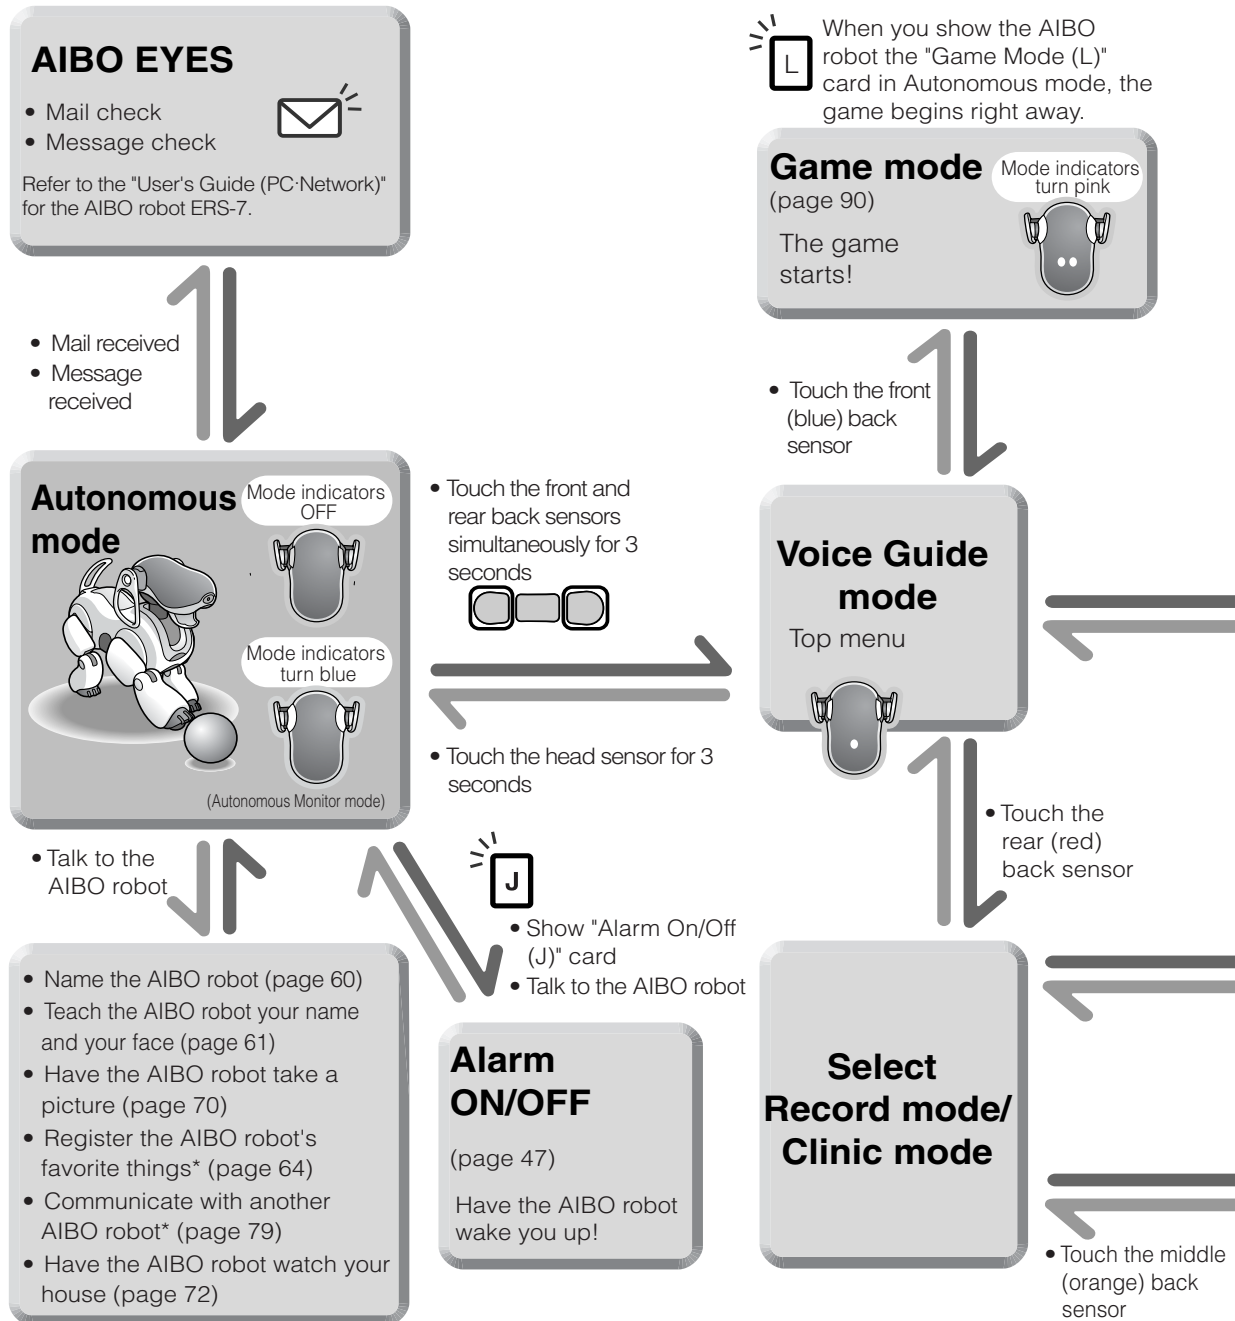 AIBO EYES
• Mail check
• Message check
Refer to the "User's Guide (PC·Network)"
for the AIBO robot ERS-7.
L
When you show the AIBO
robot the "Game Mode (L)"
card in Autonomous mode, the
game begins right away.
Game mode
(page 90)
The game
starts!
Mode indicators
turn pink
• Mail received
• Message
received
• Touch the front
(blue) back
sensor
Autonomous
mode
Mode indicators
OFF
Mode indicators
turn blue
(Autonomous Monitor mode)
• Touch the front and
rear back sensors
simultaneously for 3
seconds
• Touch the head sensor for 3
seconds
Voice Guide
mode
Top menu
• Touch the
rear (red)
back sensor
• Talk to the
AIBO robot
J
• Show "Alarm On/Off
(J)" card
• Talk to the AIBO robot
• Name the AIBO robot (page 60)
• Teach the AIBO robot your name
and your face (page 61)
• Have the AIBO robot take a
picture (page 70)
• Register the AIBO robot's
favorite things* (page 64)
• Communicate with another
AIBO robot* (page 79)
• Have the AIBO robot watch your
house (page 72)
Alarm
ON/OFF
(page 47)
Have the AIBO robot
wake you up!
Select
Record mode/
Clinic mode
• Touch the middle
(orange) back
sensor